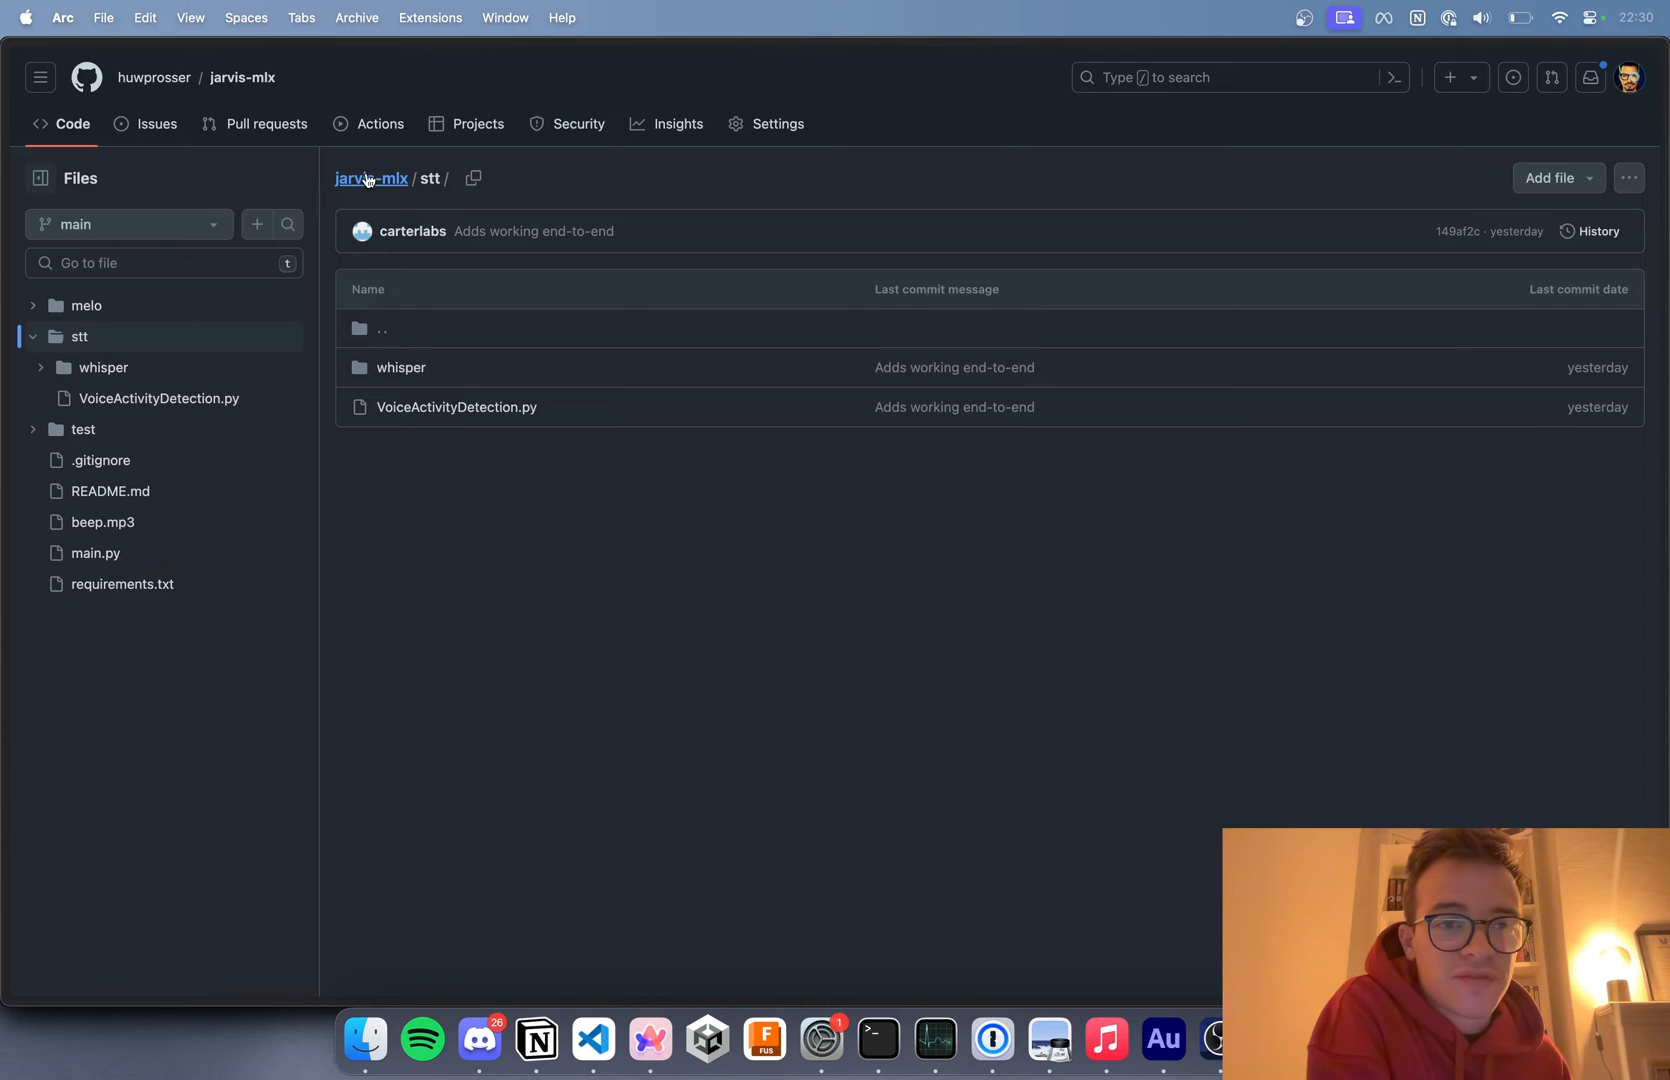 Arc File Edit View Spaces Tabs Archive Extensions Window Help 22:30
huwprosser / jarvis-mlx
Type / to search
Code Issues Pull requests Actions Projects Security Insights Settings
Files
jarvis-mlx / stt /
Add file
main
carterlabs Adds working end-to-end 149af2c · yesterday History
Go to file t
Name Last commit message Last commit date
melo
..
stt
whisper
whisper Adds working end-to-end yesterday
VoiceActivityDetection.py
VoiceActivityDetection.py Adds working end-to-end yesterday
test
.gitignore
README.md
beep.mp3
main.py
requirements.txt
26
1
F
FUS
Au